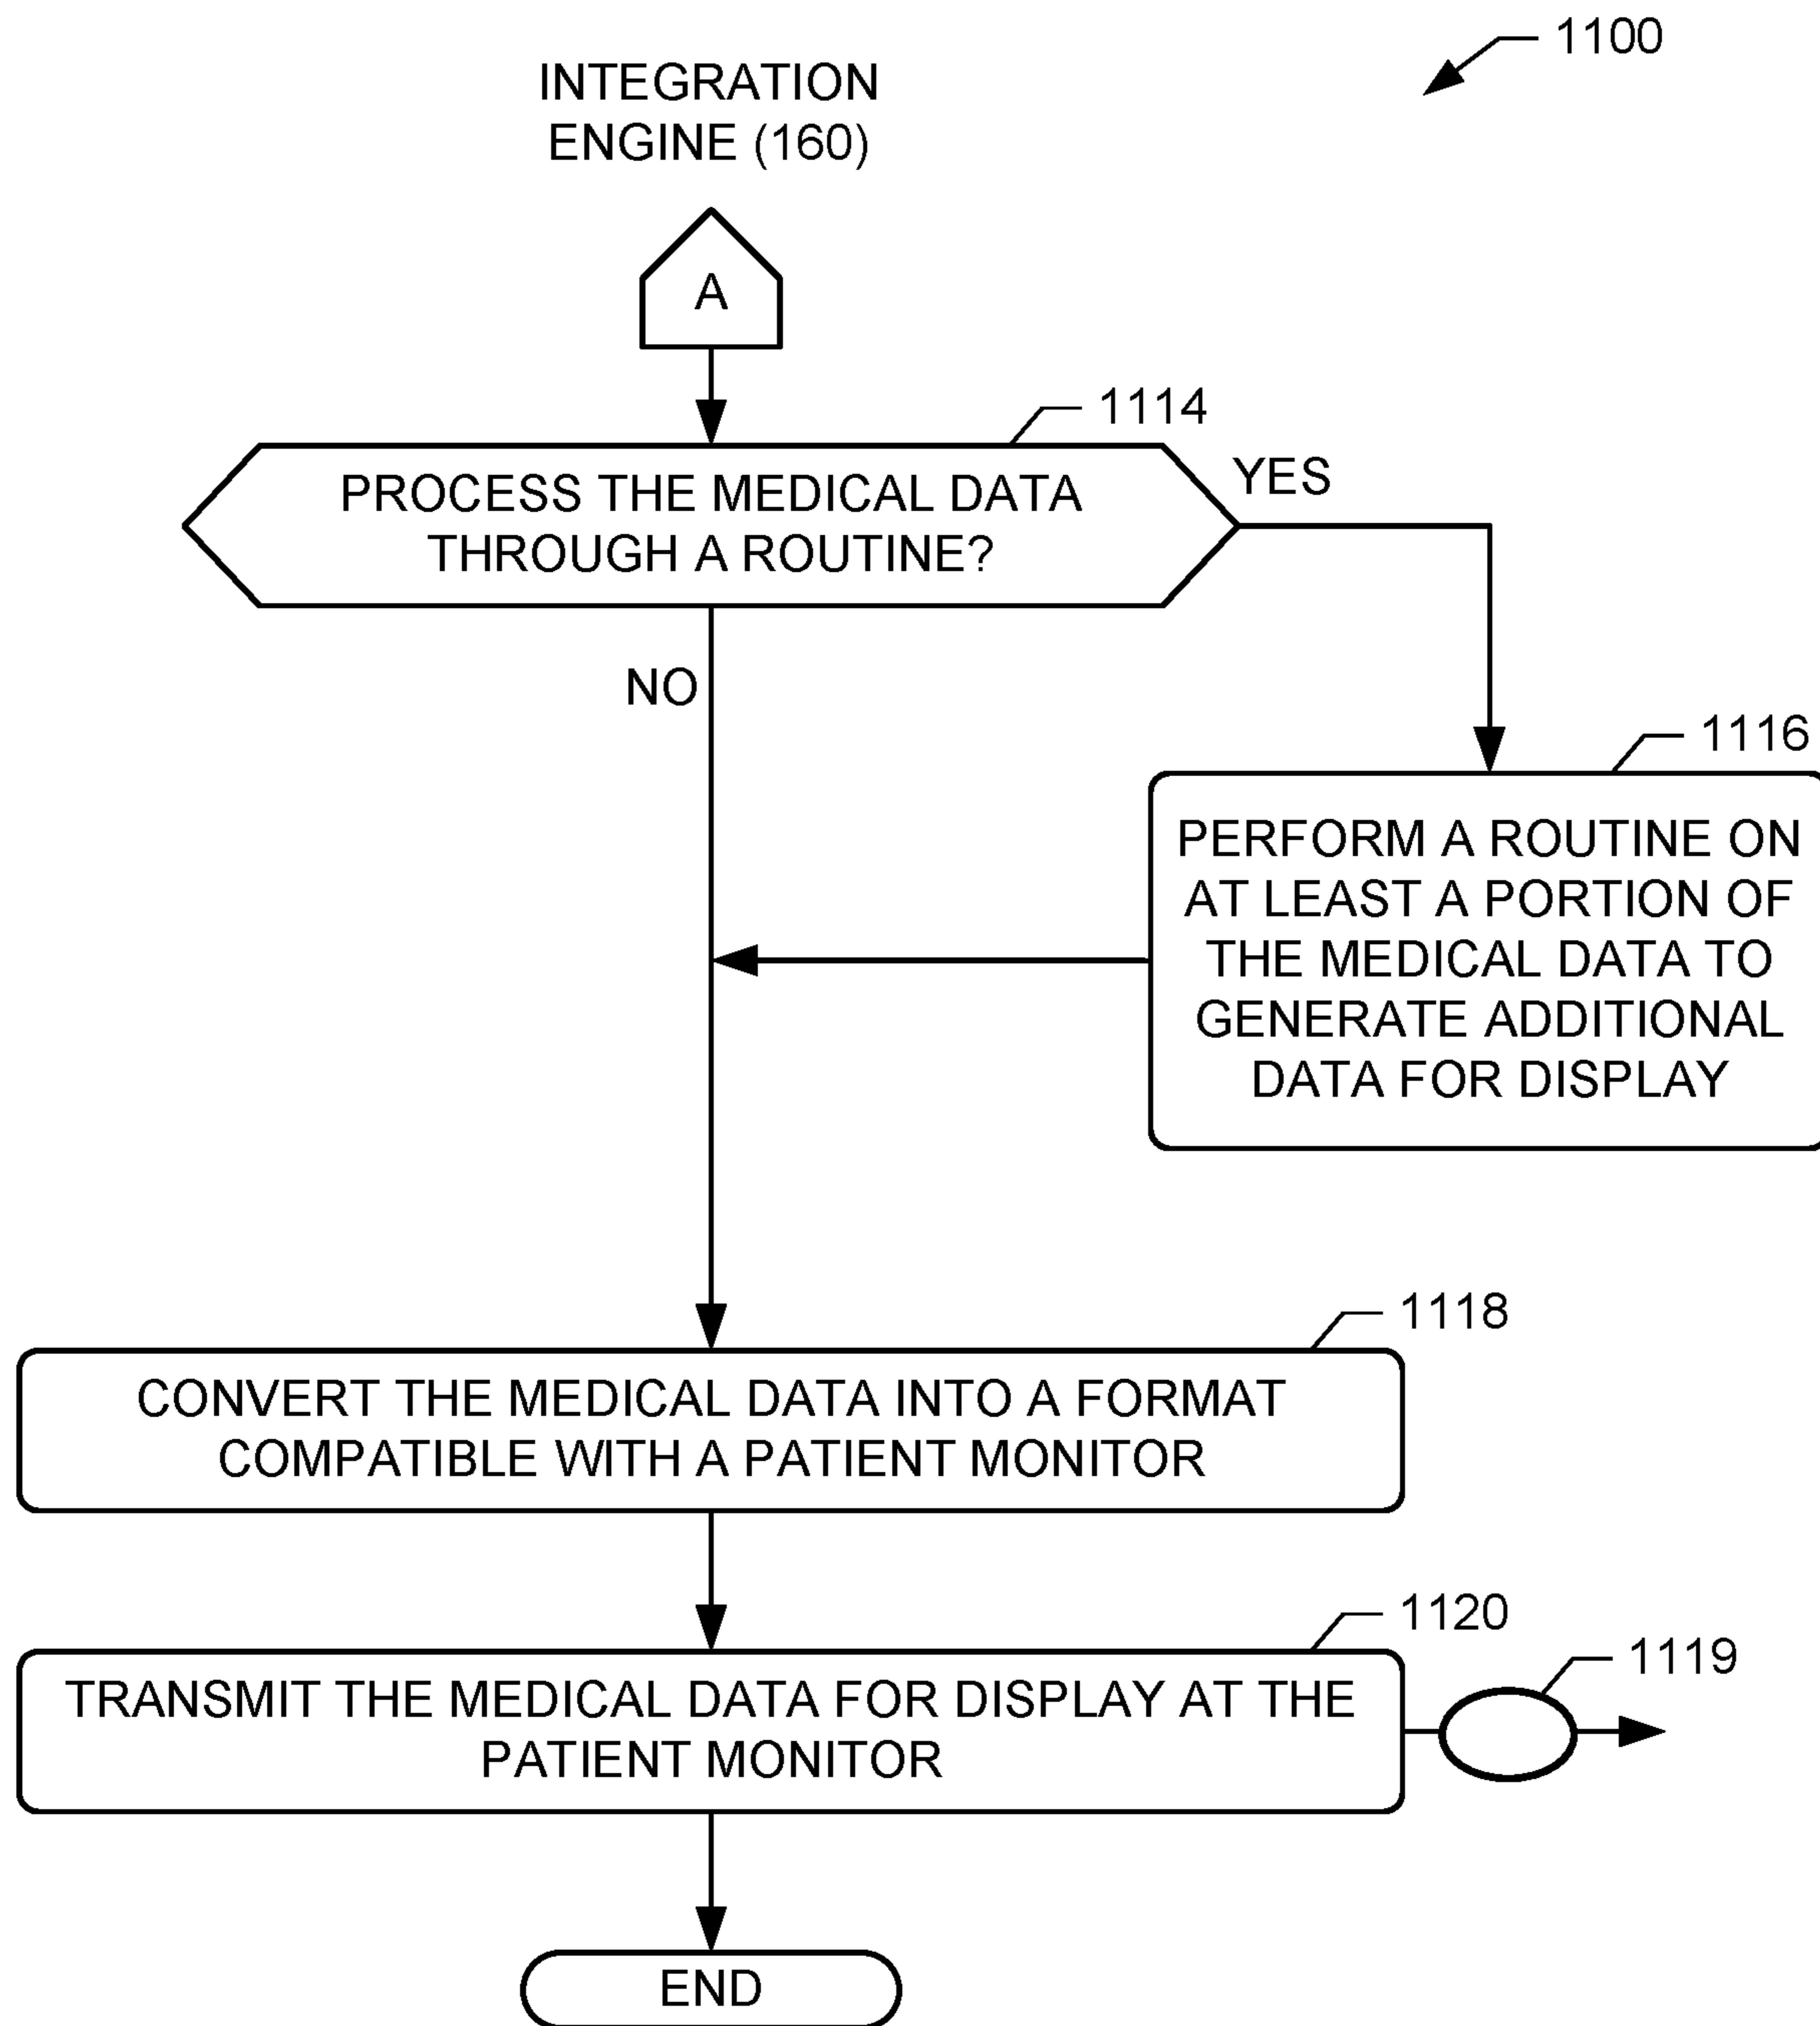 1100
INTEGRATION
ENGINE (160)
A
1114
PROCESS THE MEDICAL DATA
THROUGH A ROUTINE?
YES
NO
1116
PERFORM A ROUTINE ON
AT LEAST A PORTION OF
THE MEDICAL DATA TO
GENERATE ADDITIONAL
DATA FOR DISPLAY
1118
CONVERT THE MEDICAL DATA INTO A FORMAT
COMPATIBLE WITH A PATIENT MONITOR
1120
TRANSMIT THE MEDICAL DATA FOR DISPLAY AT THE
PATIENT MONITOR
1119
END